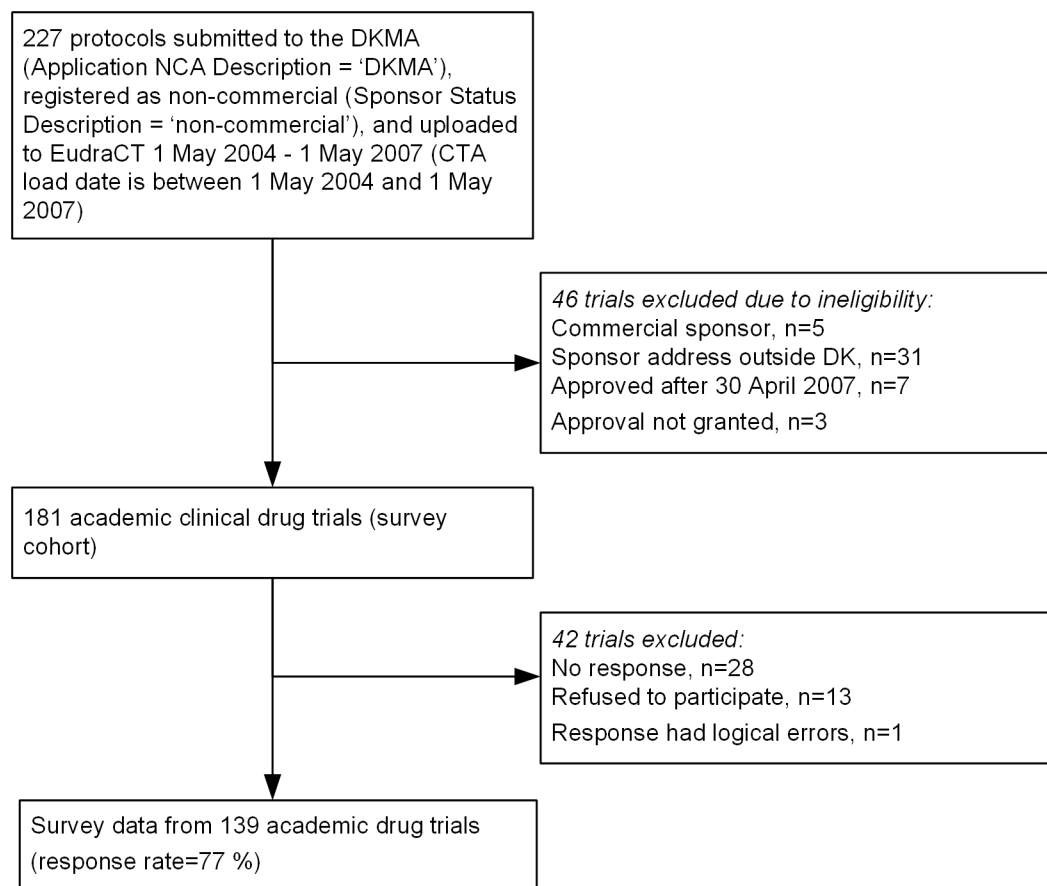 227 protocols submitted to the DKMA
(Application NCA Description = ‘DKMA’),
registered as non-commercial (Sponsor Status
Description = ‘non-commercial’), and uploaded
to EudraCT 1 May 2004 - 1 May 2007 (CTA
load date is between 1 May 2004 and 1 May
2007)
46 trials excluded due to ineligibility:
Commercial sponsor, n=5
Sponsor address outside DK, n=31
Approved after 30 April 2007, n=7
Approval not granted, n=3
181 academic clinical drug trials (survey
cohort)
42 trials excluded:
No response, n=28
Refused to participate, n=13
Response had logical errors, n=1
Survey data from 139 academic drug trials
(response rate=77 %)